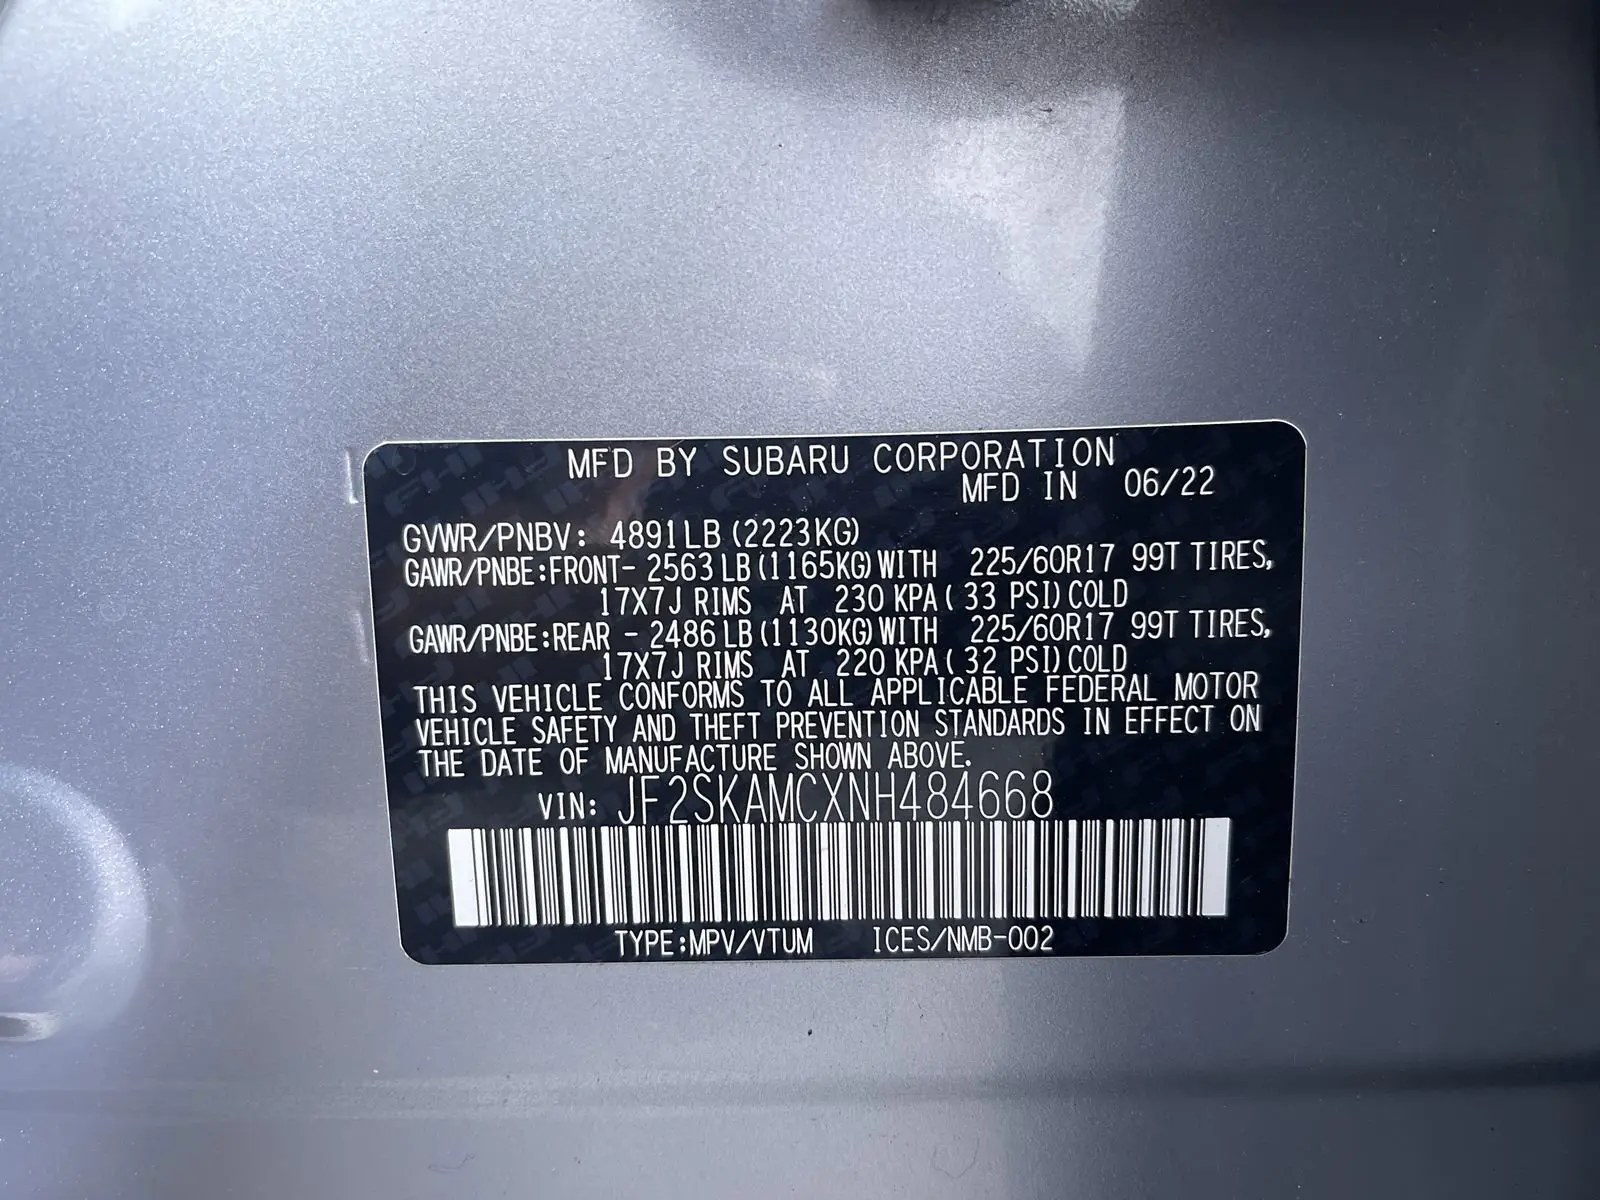 MFD BY SUBARU CORPORATION
MFD IN 06/22
GVWR/PNBV: 4891LB (2223KG)
GAWR/PNBE:FRONT- 2563 LB (1165KG) WITH 225/60R17 99T TIRES,
17X7J RIMS AT 230 KPA ( 33 PSI) COLD
GAWR/PNBE:REAR - 2486 LB (1130KG) WITH 225/60R17 99T TIRES,
17X7J RIMS AT 220 KPA ( 32 PSI) COLD
THIS VEHICLE CONFORMS TO ALL APPLICABLE FEDERAL MOTOR
VEHICLE SAFETY AND THEFT PREVENTION STANDARDS IN EFFECT ON
THE DATE OF MANUFACTURE SHOWN ABOVE.
VIN: JF2SKAMCXNH484668
TYPE:MPV/VTUM ICES/NMB-002